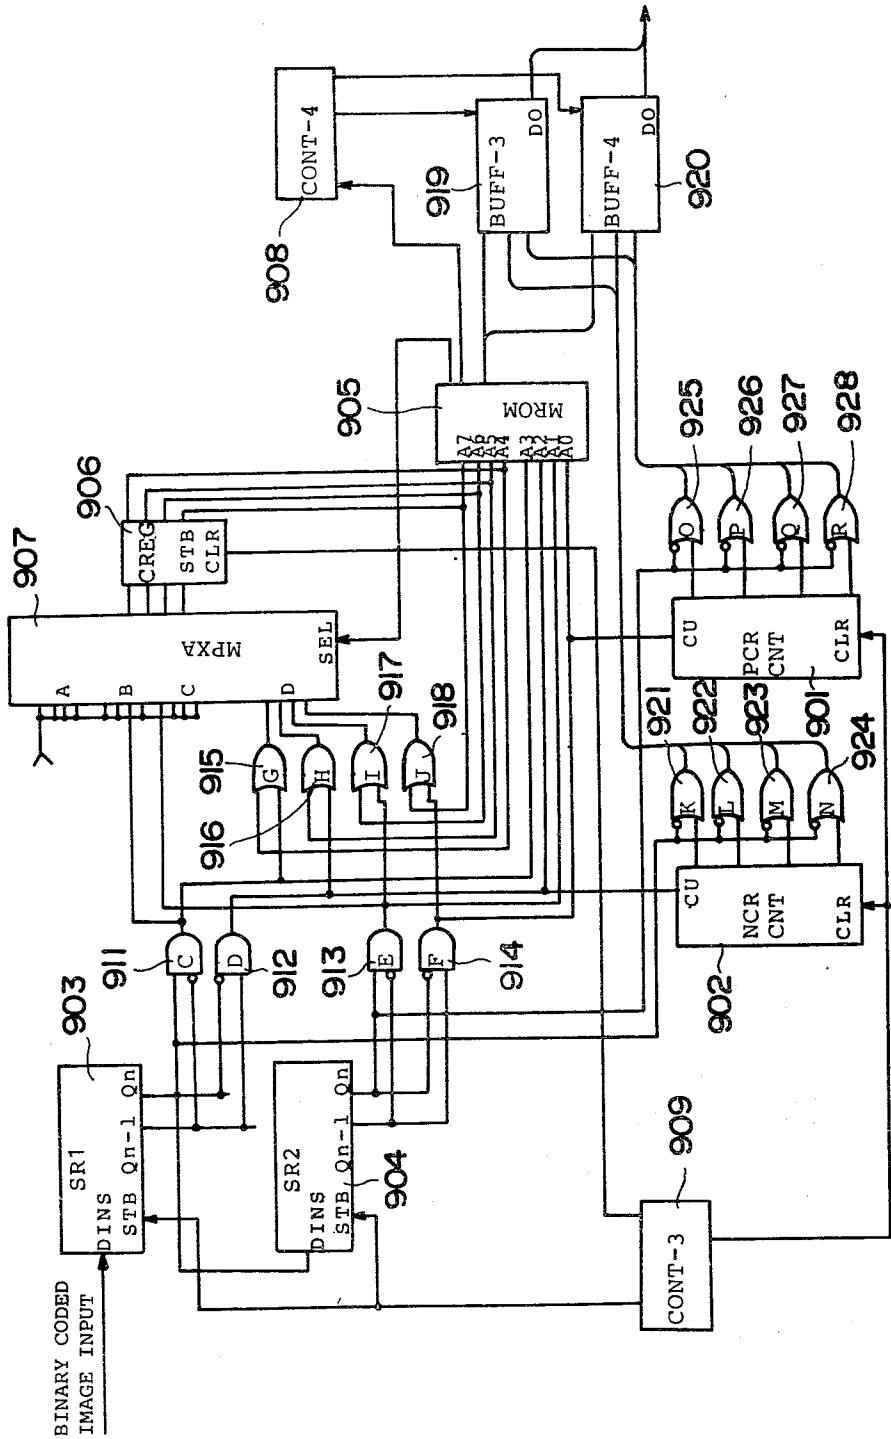 BINARY CODED
IMAGE INPUT
903
SR1
DINS
STB
Qn-1
Qn
904
SR2
DINS
STB
Qn-1
Qn
909
CONT-3
911
C
912
D
913
E
914
F
915
G
916
H
917
I
918
J
907
MPXA
A
B
C
D
SEL
906
CREG
STB
CLR
905
MROM
A7
A6
A5
A4
A3
A2
A1
A0
908
CONT-4
919
BUFF-3
DO
920
BUFF-4
DO
902
NCR
CNT
CU
CLR
921
K
922
L
923
M
924
N
901
PCR
CNT
CU
CLR
925
O
926
P
927
Q
928
R